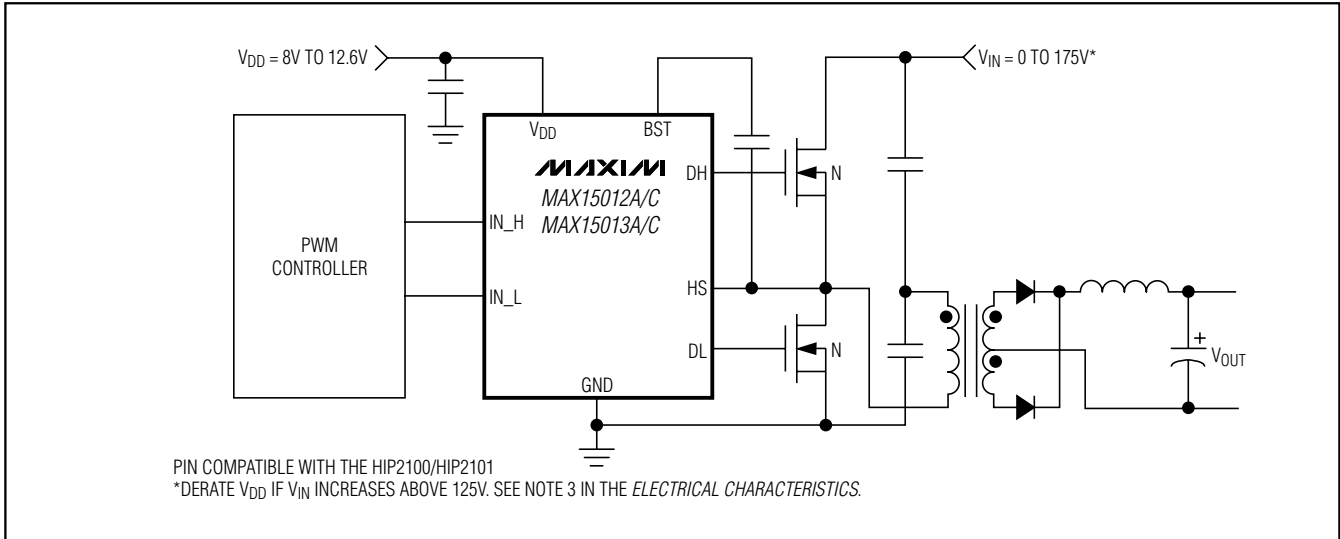 V_DD = 8V TO 12.6V
V_IN = 0 TO 175V*
V_DD
BST
MAXIM
DH
N
MAX15012A/C
MAX15013A/C
IN_H
PWM
CONTROLLER
HS
IN_L
DL
N
+
V_OUT
GND
PIN COMPATIBLE WITH THE HIP2100/HIP2101
*DERATE V_DD IF V_IN INCREASES ABOVE 125V. SEE NOTE 3 IN THE ELECTRICAL CHARACTERISTICS.